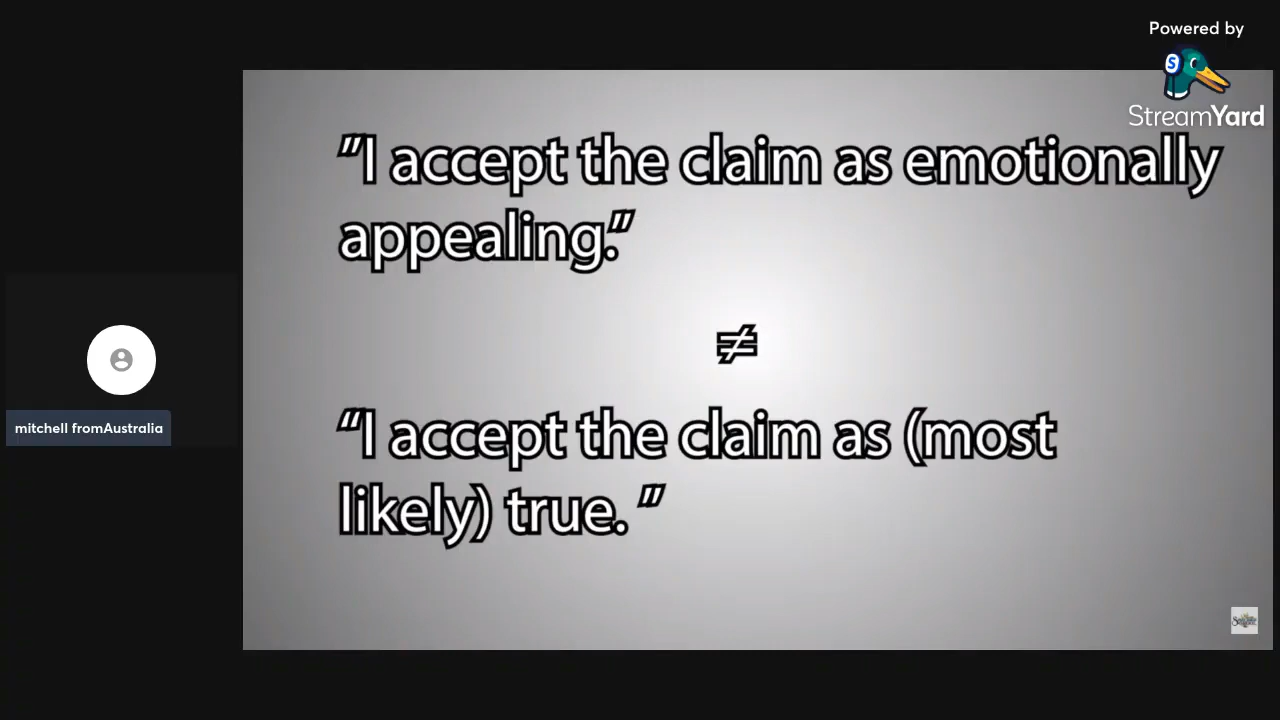 Powered by
StreamYard
"I accept the claim as emotionally
appealing."
≠
"I accept the claim as (most
likely) true. "
mitchell fromAustralia